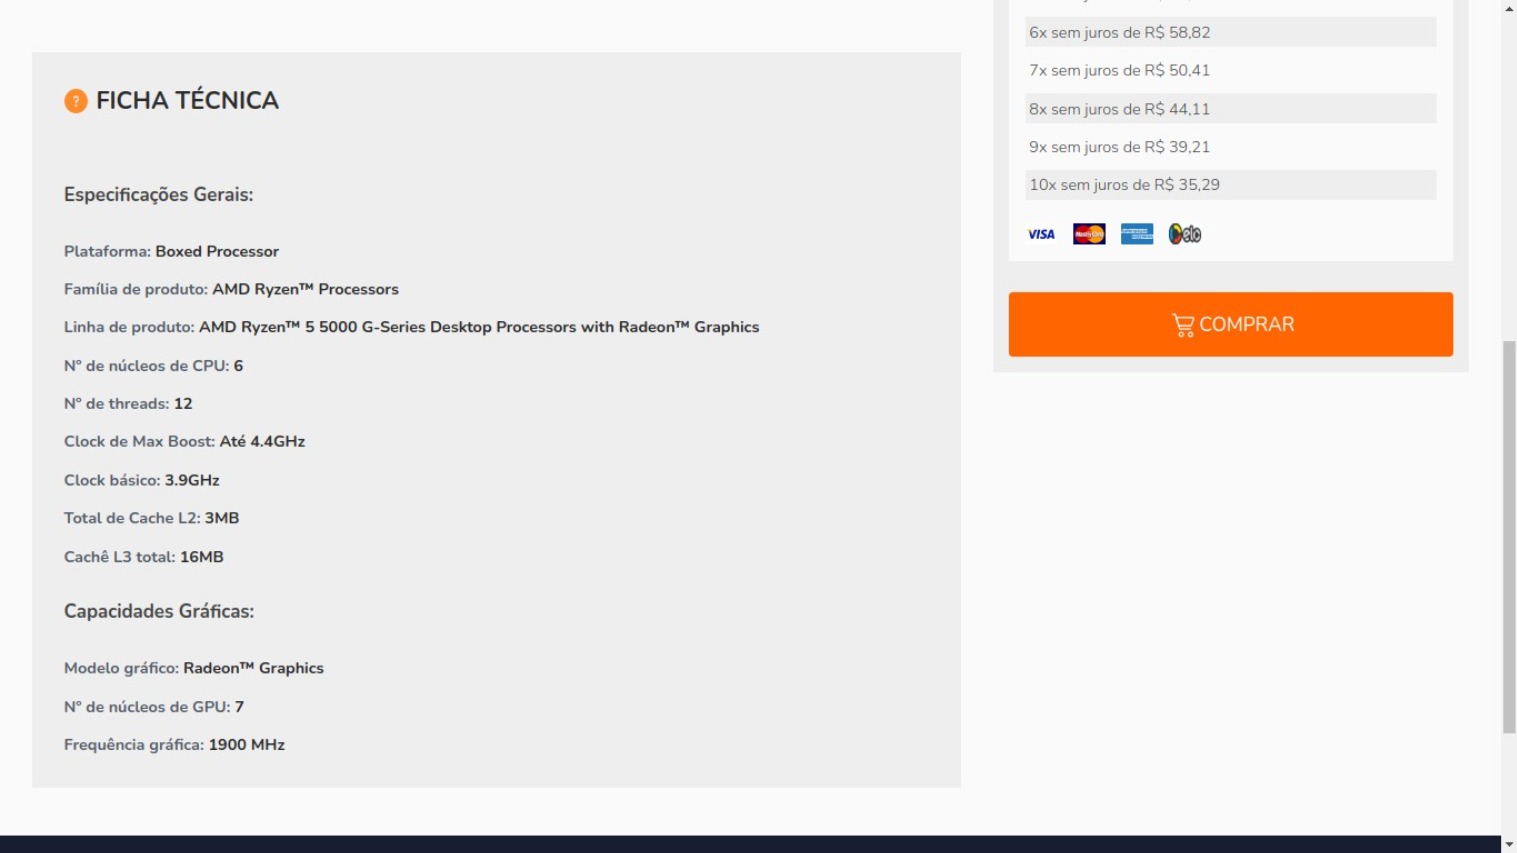 FICHA TÉCNICA
Especificações Gerais:
Plataforma: Boxed Processor
Família de produto: AMD Ryzen™ Processors
Linha de produto: AMD Ryzen™ 5 5000 G-Series Desktop Processors with Radeon™ Graphics
Nº de núcleos de CPU: 6
Nº de threads: 12
Clock de Max Boost: Até 4.4GHz
Clock básico: 3.9GHz
Total de Cache L2: 3MB
Cachê L3 total: 16MB
Capacidades Gráficas:
Modelo gráfico: Radeon™ Graphics
Nº de núcleos de GPU: 7
Frequência gráfica: 1900 MHz
6x sem juros de R$ 58,82
7x sem juros de R$ 50,41
8x sem juros de R$ 44,11
9x sem juros de R$ 39,21
10x sem juros de R$ 35,29
VISA MasterCard elo
COMPRAR